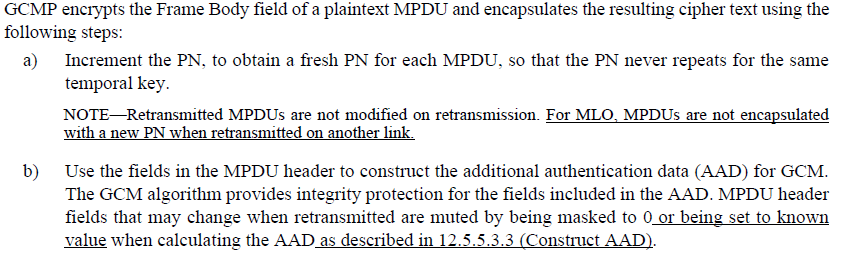 GCMP encrypts the Frame Body field of a plaintext MPDU and encapsulates the resulting cipher text using the
following steps:
a) Increment the PN, to obtain a fresh PN for each MPDU, so that the PN never repeats for the same
temporal key.
NOTE—Retransmitted MPDUs are not modified on retransmission. For MLO, MPDUs are not encapsulated
with a new PN when retransmitted on another link.
b) Use the fields in the MPDU header to construct the additional authentication data (AAD) for GCM.
The GCM algorithm provides integrity protection for the fields included in the AAD. MPDU header
fields that may change when retransmitted are muted by being masked to 0 or being set to known
value when calculating the AAD as described in 12.5.5.3.3 (Construct AAD).